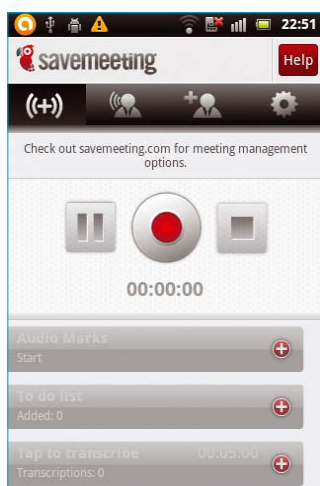 22:51
savemeeting
Help
((+))
Check out savemeeting.com for meeting management
options.
00:00:00
Audio Marks
Start
To do list
Added: 0
Tap to transcribe 00:05:00
Transcriptions: 0